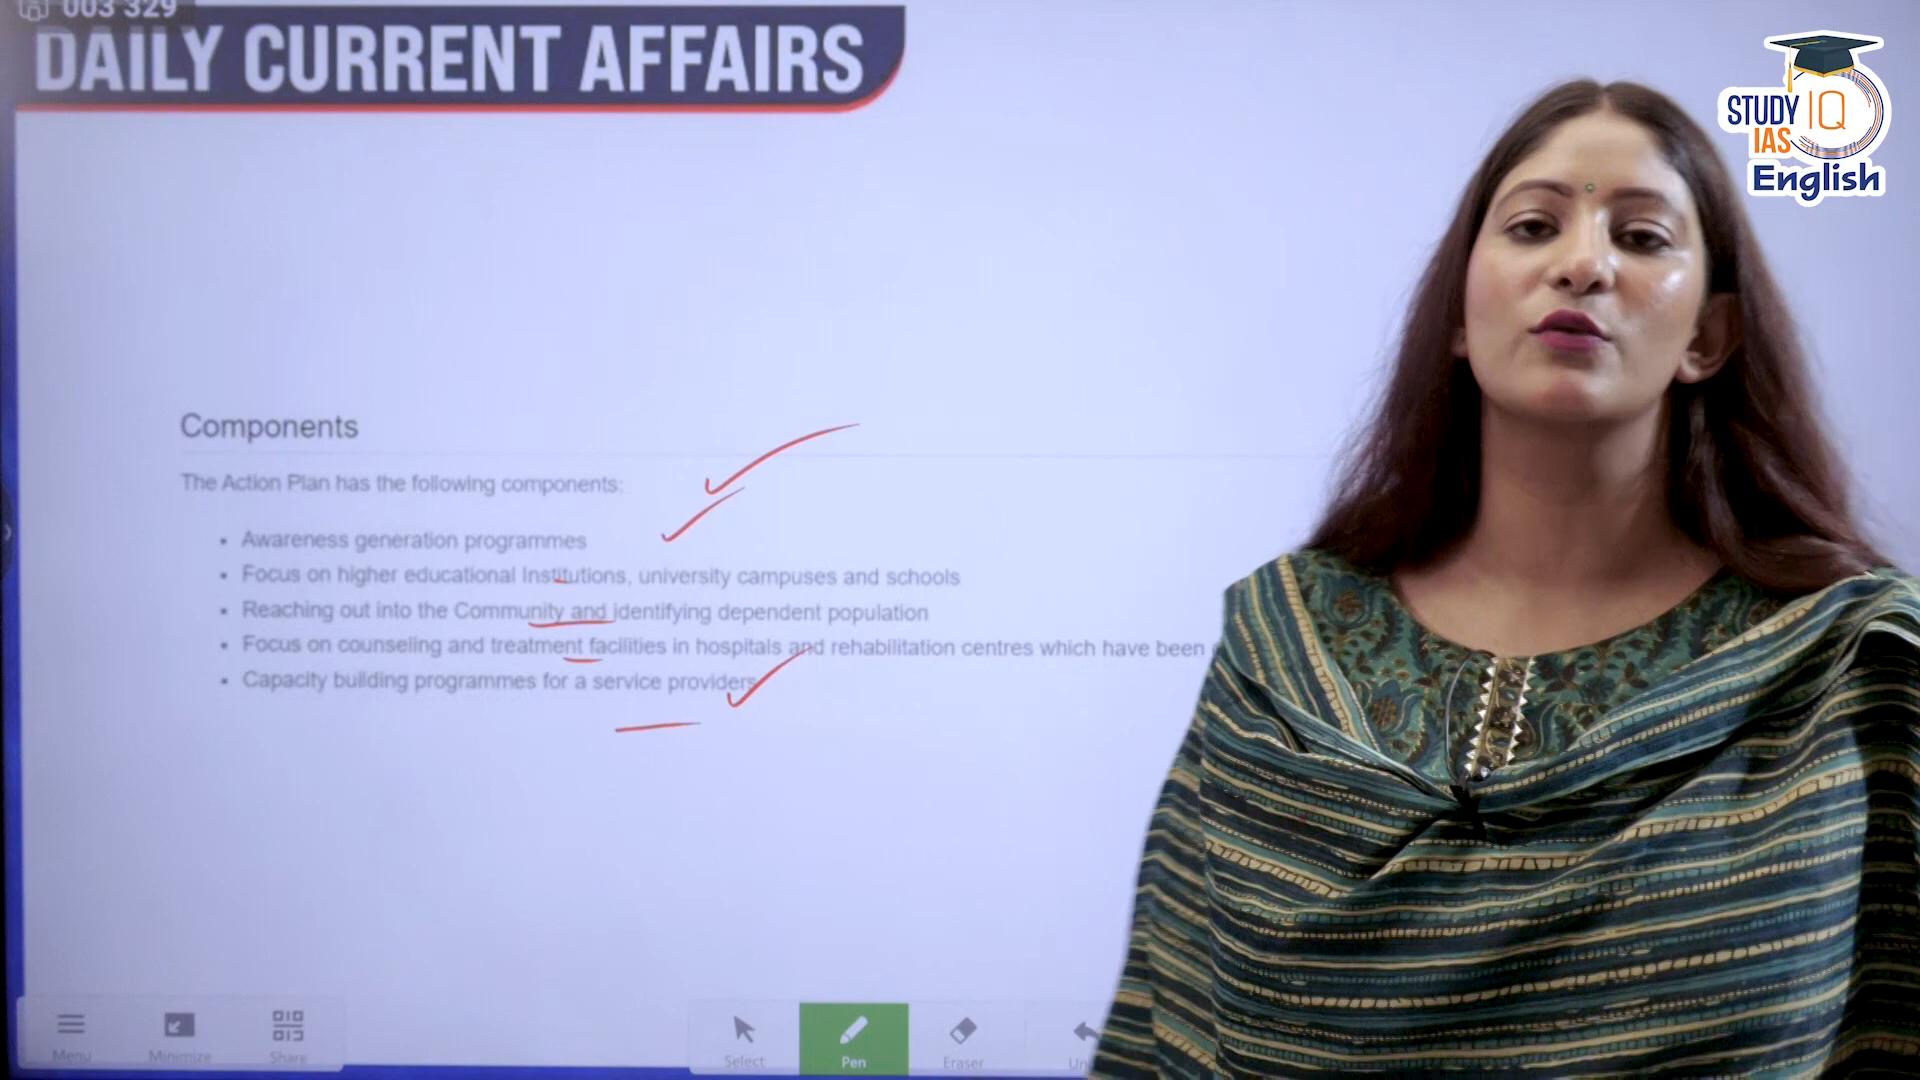 003 329
DAILY CURRENT AFFAIRS
STUDY IQ
IAS
English
Components
The Action Plan has the following components:
• Awareness generation programmes
• Focus on higher educational Institutions, university campuses and schools
• Reaching out into the Community and identifying dependent population
• Focus on counseling and treatment facilities in hospitals and rehabilitation centres which have been
• Capacity building programmes for a service providers
Menu
Minimize
Share
Select
Pen
Eraser